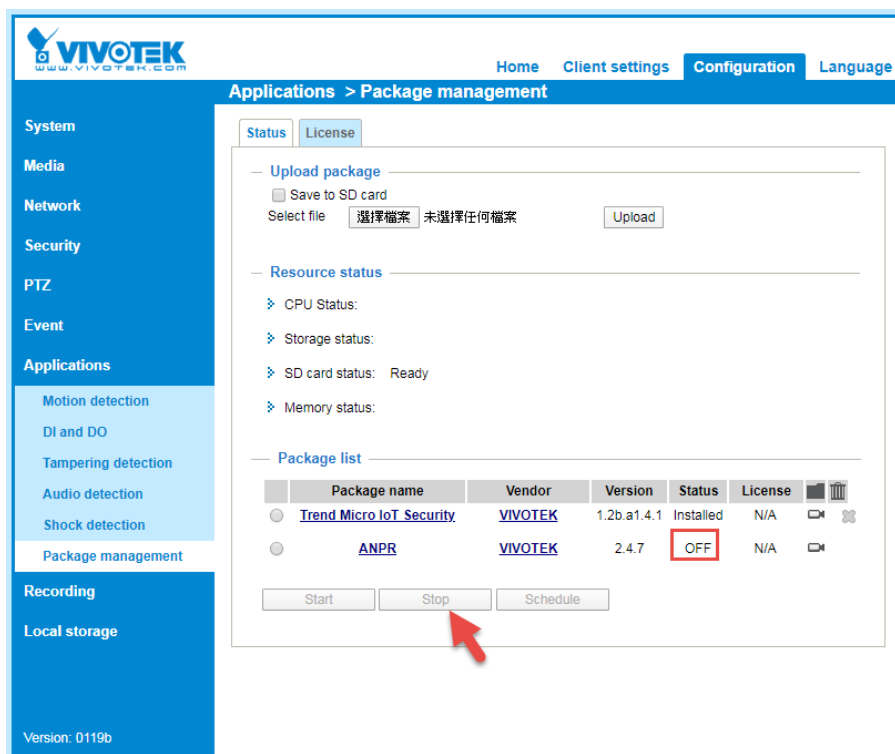 VIVOTEK
www.vivotek.com
Home Client settings Configuration Language
Applications > Package management
System
Media
Network
Security
PTZ
Event
Applications
Motion detection
DI and DO
Tampering detection
Audio detection
Shock detection
Package management
Recording
Local storage
Version: 0119b
Status License
Upload package
Save to SD card
Select file 選擇檔案 未選擇任何檔案 Upload
Resource status
CPU Status:
Storage status:
SD card status: Ready
Memory status:
Package list
Package name Vendor Version Status License
Trend Micro IoT Security VIVOTEK 1.2b.a1.4.1 Installed N/A
ANPR VIVOTEK 2.4.7 OFF N/A
Start Stop Schedule